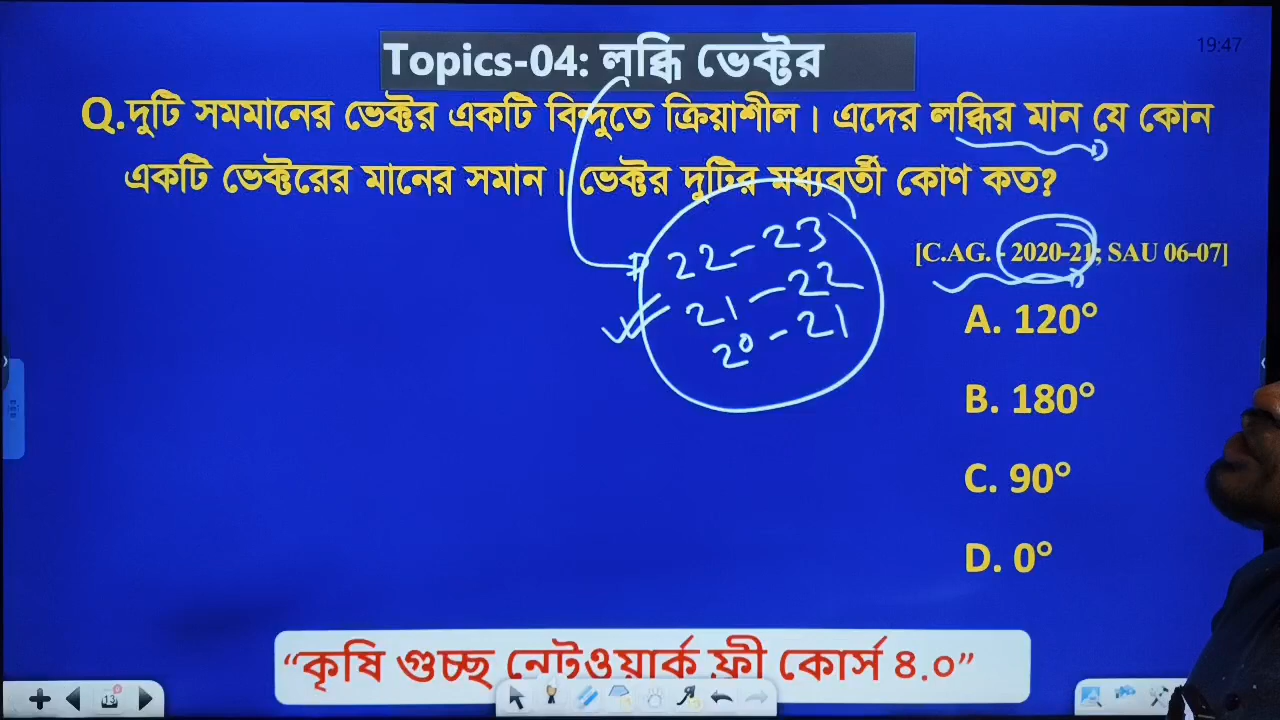 19:47
Topics-04: লব্ধি ভেক্টর
Q.দুটি সমমানের ভেক্টর একটি বিন্দুতে ক্রিয়াশীল। এদের লব্ধির মান যে কোন
একটি ভেক্টরের মানের সমান। ভেক্টর দুটির মধ্যবর্তী কোণ কত?
[C.AG. - 2020-21; SAU 06-07]
22-23
21-22
20-21
A. 120°
B. 180°
C. 90°
D. 0°
“কৃষি গুচ্ছ নেটওয়ার্ক ফ্রী কোর্স ৪.০”
13